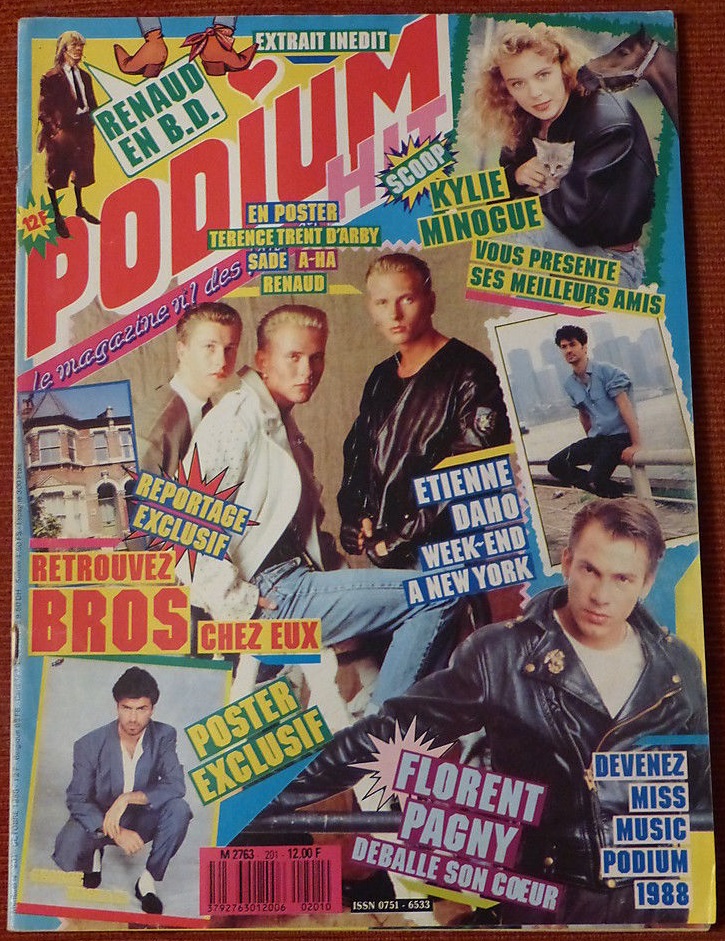 EXTRAIT INEDIT
RENAUD
EN B.D.
PODIUM
HIT
12F
le magazine n°1 des
EN POSTER
TERENCE TRENT D'ARBY
SADE A-HA
RENAUD
SCOOP
KYLIE
MINOGUE
VOUS PRESENTE
SES MEILLEURS AMIS
REPORTAGE
EXCLUSIF
RETROUVEZ
BROS
CHEZ EUX
ETIENNE
DAHO
WEEK-END
A NEW YORK
POSTER
EXCLUSIF
FLORENT
PAGNY
DEBALLE SON CŒUR
DEVENEZ
MISS
MUSIC
PODIUM
1988
M 2763 201 12,00 F
3792763012006 02010
ISSN 0751 - 6533